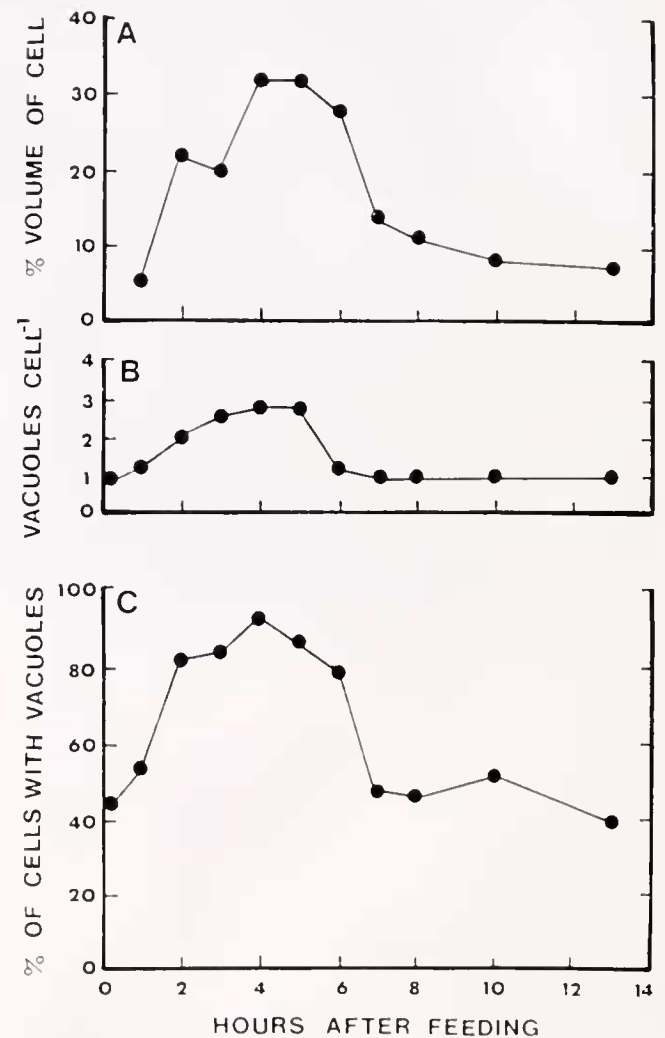 A
% VOLUME OF CELL
40
30
20
10
0
B
VACUOLES CELL-1
4
3
2
1
0
C
% OF CELLS WITH VACUOLES
100
80
60
40
20
0
0 2 4 6 8 10 12 14
HOURS AFTER FEEDING